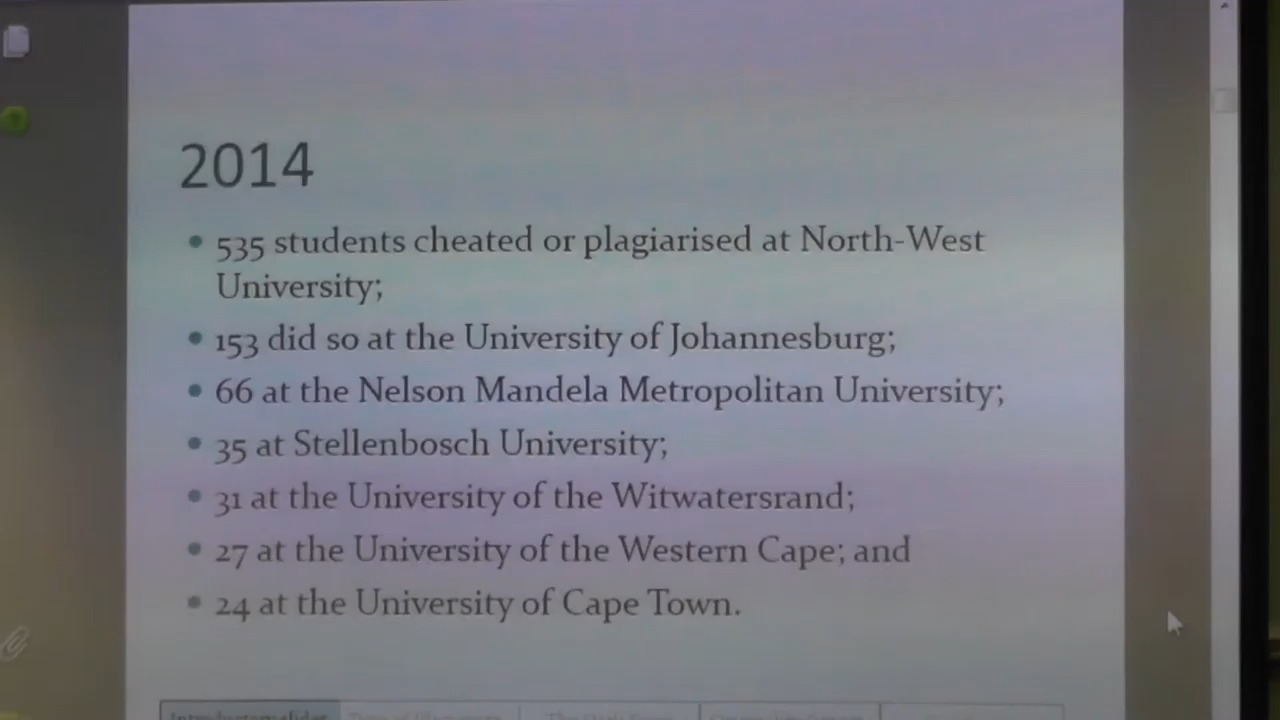 2014
• 535 students cheated or plagiarised at North-West
University;
• 153 did so at the University of Johannesburg;
• 66 at the Nelson Mandela Metropolitan University;
• 35 at Stellenbosch University;
• 31 at the University of the Witwatersrand;
• 27 at the University of the Western Cape; and
• 24 at the University of Cape Town.